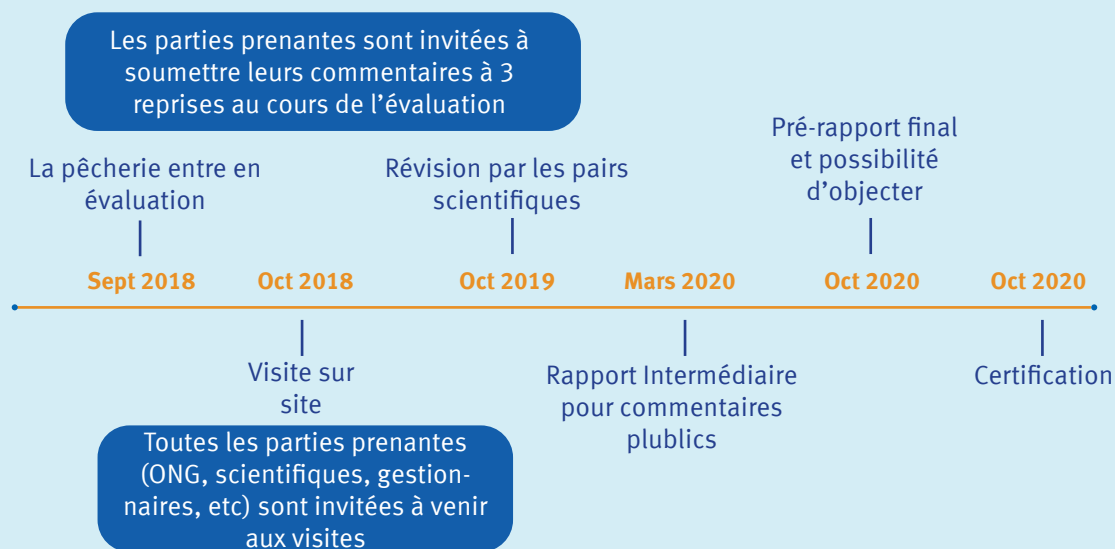 Les parties prenantes sont invitées à
soumettre leurs commentaires à 3
reprises au cours de l'évaluation
La pêcherie entre en
évaluation
Révision par les pairs
scientifiques
Pré-rapport final
et possibilité
d'objecter
Sept 2018
Oct 2018
Oct 2019
Mars 2020
Oct 2020
Oct 2020
Visite sur
site
Rapport Intermédiaire
pour commentaires
plublics
Certification
Toutes les parties prenantes
(ONG, scientifiques, gestion-
naires, etc) sont invitées à venir
aux visites